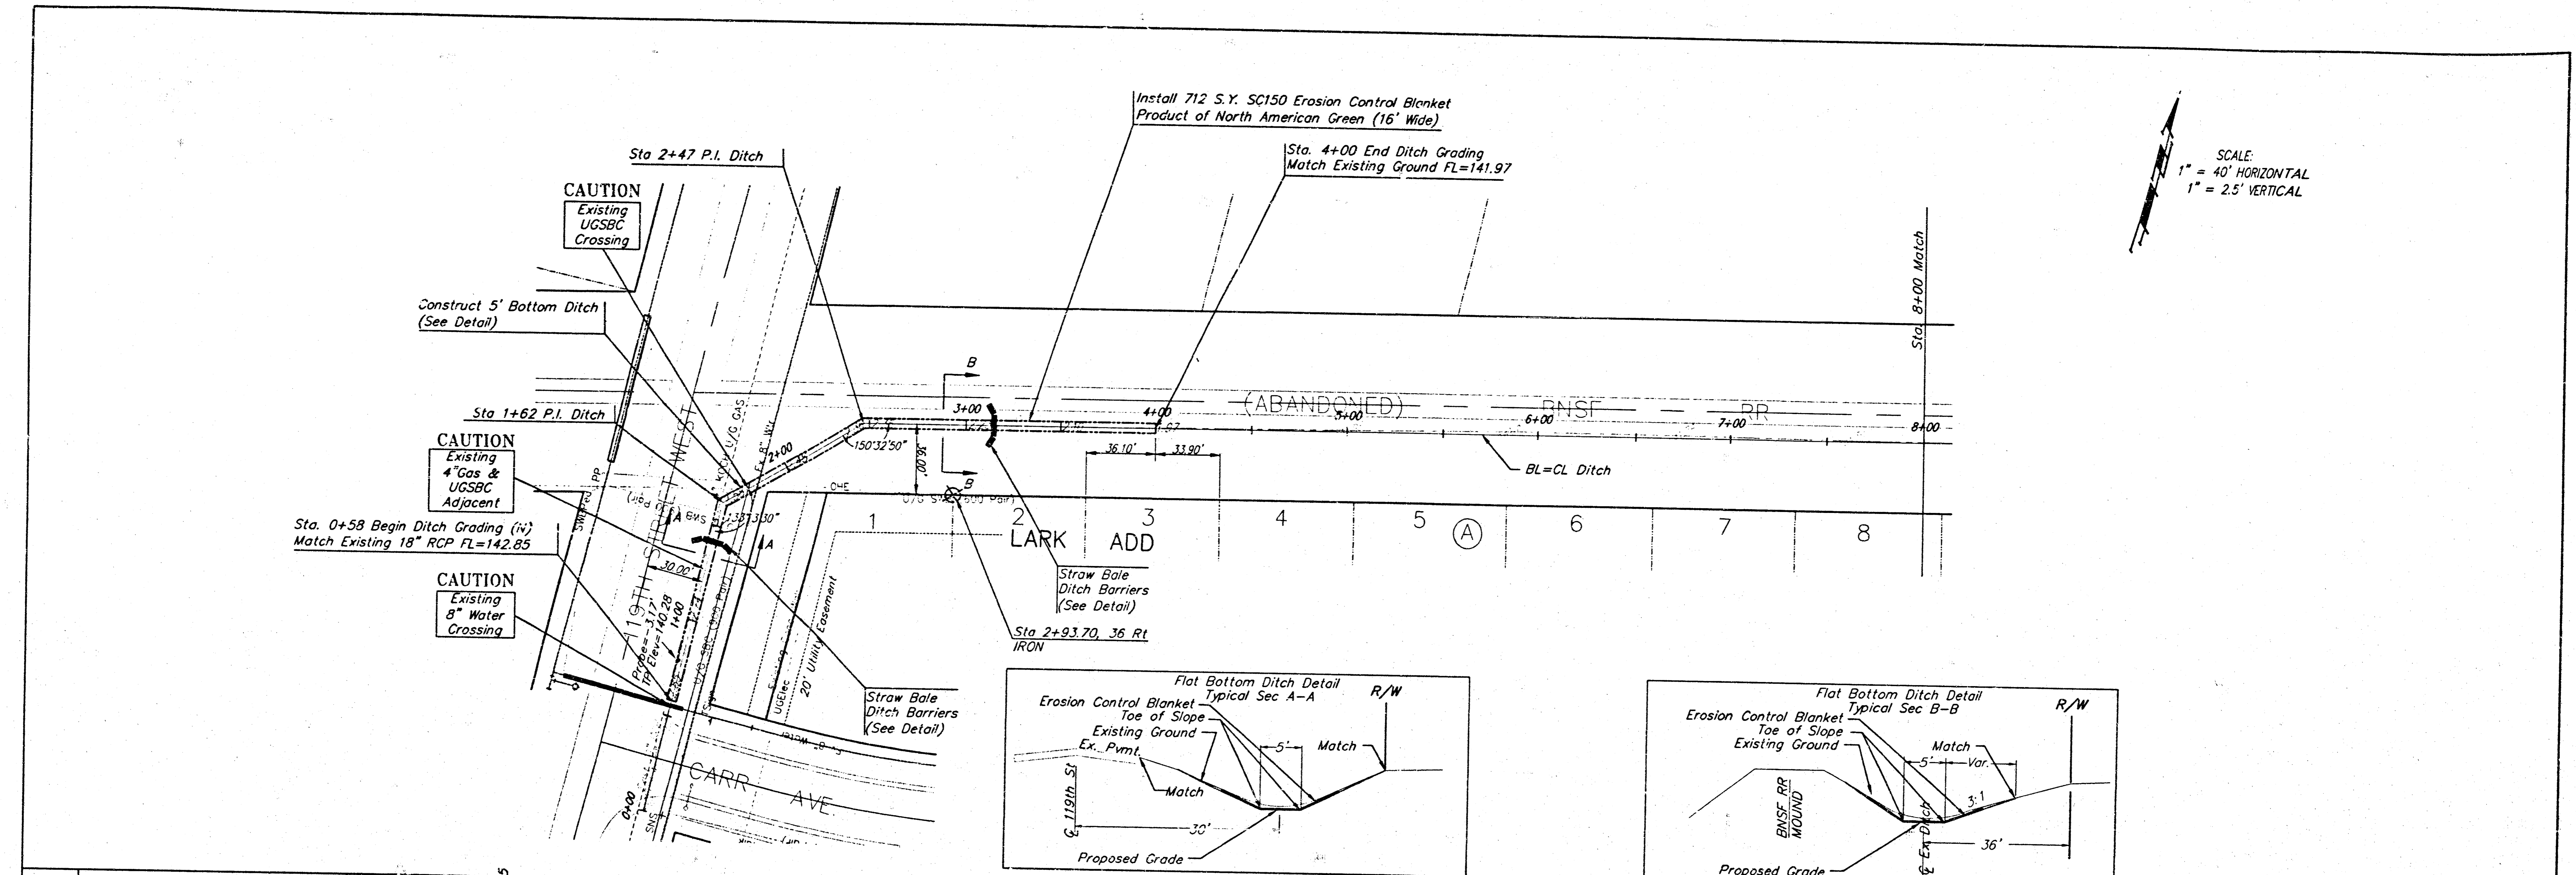 Install 712 S.Y. SC150 Erosion Control Blanket
Product of North American Green (16' Wide)
Sta 2+47 P.I. Ditch
Sta. 4+00 End Ditch Grading
Match Existing Ground FL=141.97
SCALE:
1" = 40' HORIZONTAL
1" = 2.5' VERTICAL
CAUTION
Existing
UGSBC
Crossing
Construct 5' Bottom Ditch
(See Detail)
Sta 1+62 P.I. Ditch
CAUTION
Existing
4" Gas &
UGSBC
Adjacent
Sta. 0+58 Begin Ditch Grading (N)
Match Existing 18" RCP FL=142.85
CAUTION
Existing
8" Water
Crossing
Sta. 8+00 Match
B
3+00
4+00
(ABANDONED)
5+00
BNSF
6+00
RR
7+00
8+00
2+00
150°32'50"
36.00'
36.10'
33.90'
BL=CL Ditch
B
OHE
PP
119TH STREET WEST
A
A
30.00'
Probe=-3.17'
Elev=140.28
1+00
20' Utility Easement
UGElec
1
2
3
4
5
A
6
7
8
LARK ADD
Straw Bale
Ditch Barriers
(See Detail)
Sta 2+93.70, 36 Rt
IRON
Straw Bale
Ditch Barriers
(See Detail)
CARR AVE
0+00
SNS
Flat Bottom Ditch Detail
Typical Sec A-A
R/W
Erosion Control Blanket
Toe of Slope
Existing Ground
Ex. Pvmt.
5'
Match
Match
℄ 119th St
30'
Proposed Grade
Flat Bottom Ditch Detail
Typical Sec B-B
R/W
Erosion Control Blanket
Toe of Slope
Existing Ground
5'
Match
Var.
3:1
BNSF RR
MOUND
℄ Ex. Ditch
36'
Proposed Grade